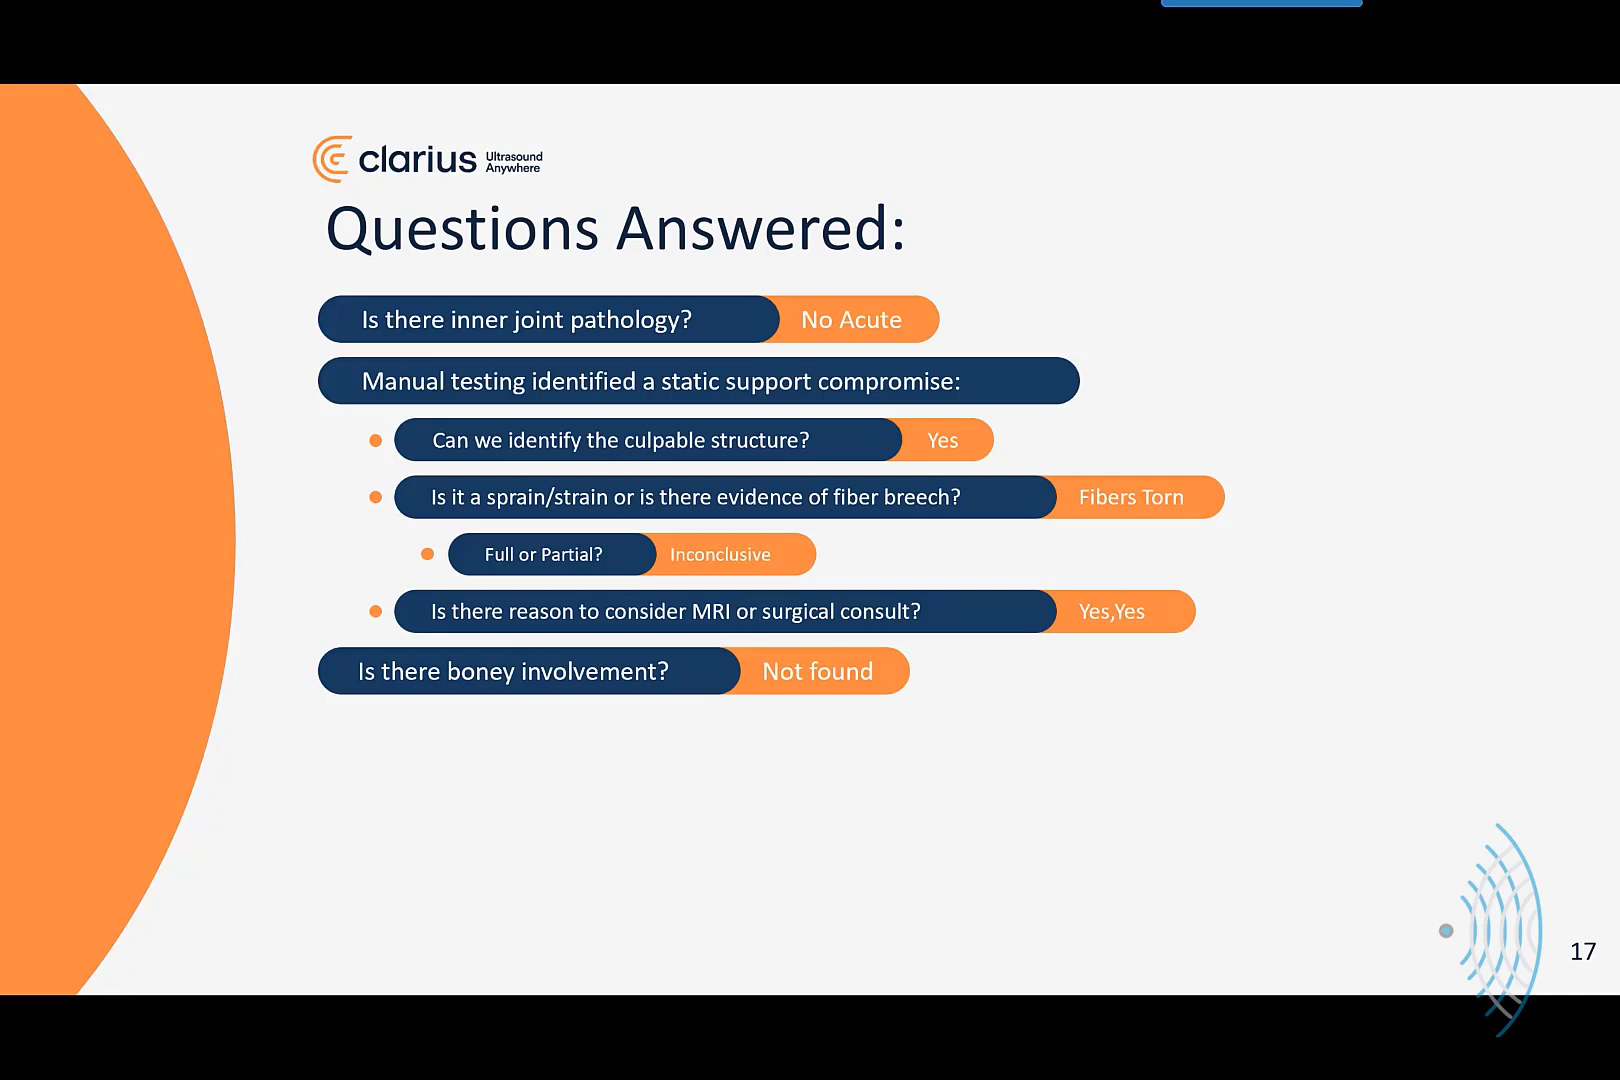 clarius Ultrasound
Anywhere
Questions Answered:
Is there inner joint pathology? No Acute
Manual testing identified a static support compromise:
Can we identify the culpable structure? Yes
Is it a sprain/strain or is there evidence of fiber breech? Fibers Torn
Full or Partial? Inconclusive
Is there reason to consider MRI or surgical consult? Yes,Yes
Is there boney involvement? Not found
17